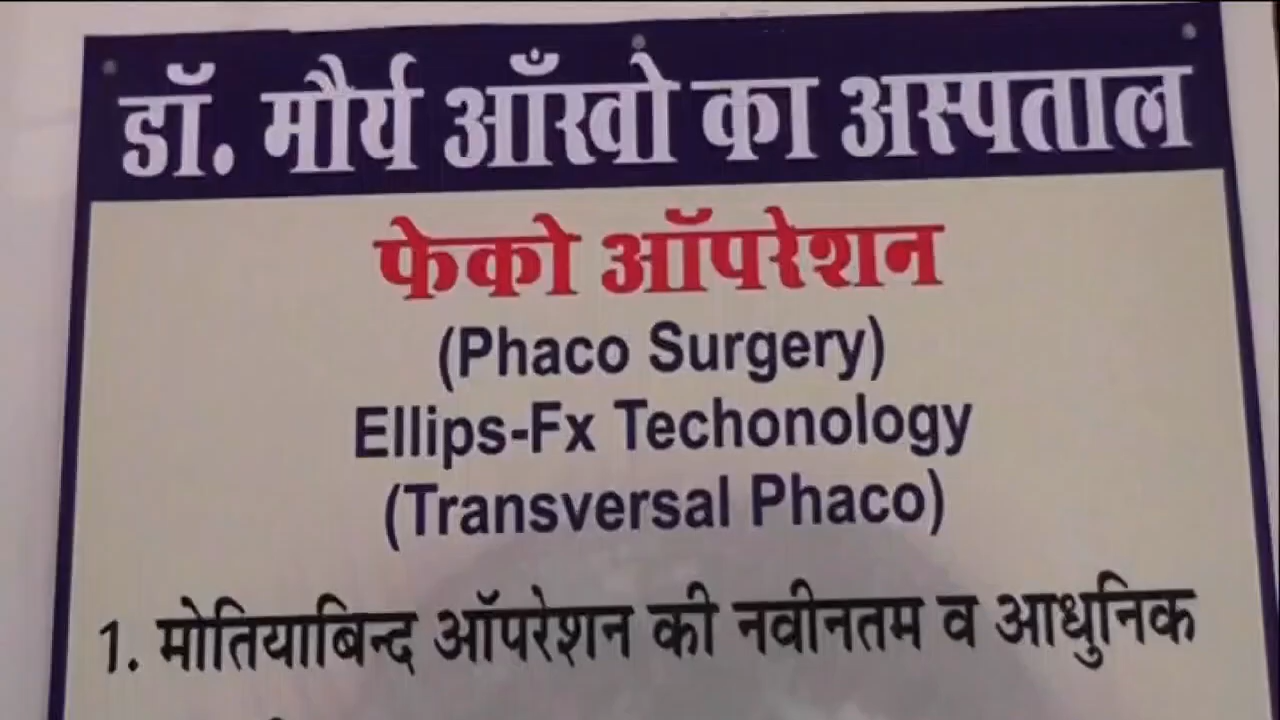 डॉ. मौर्य आँखो का अस्पताल
फेको ऑपरेशन
(Phaco Surgery)
Ellips-Fx Techonology
(Transversal Phaco)
1. मोतियाबिन्द ऑपरेशन की नवीनतम व आधुनिक